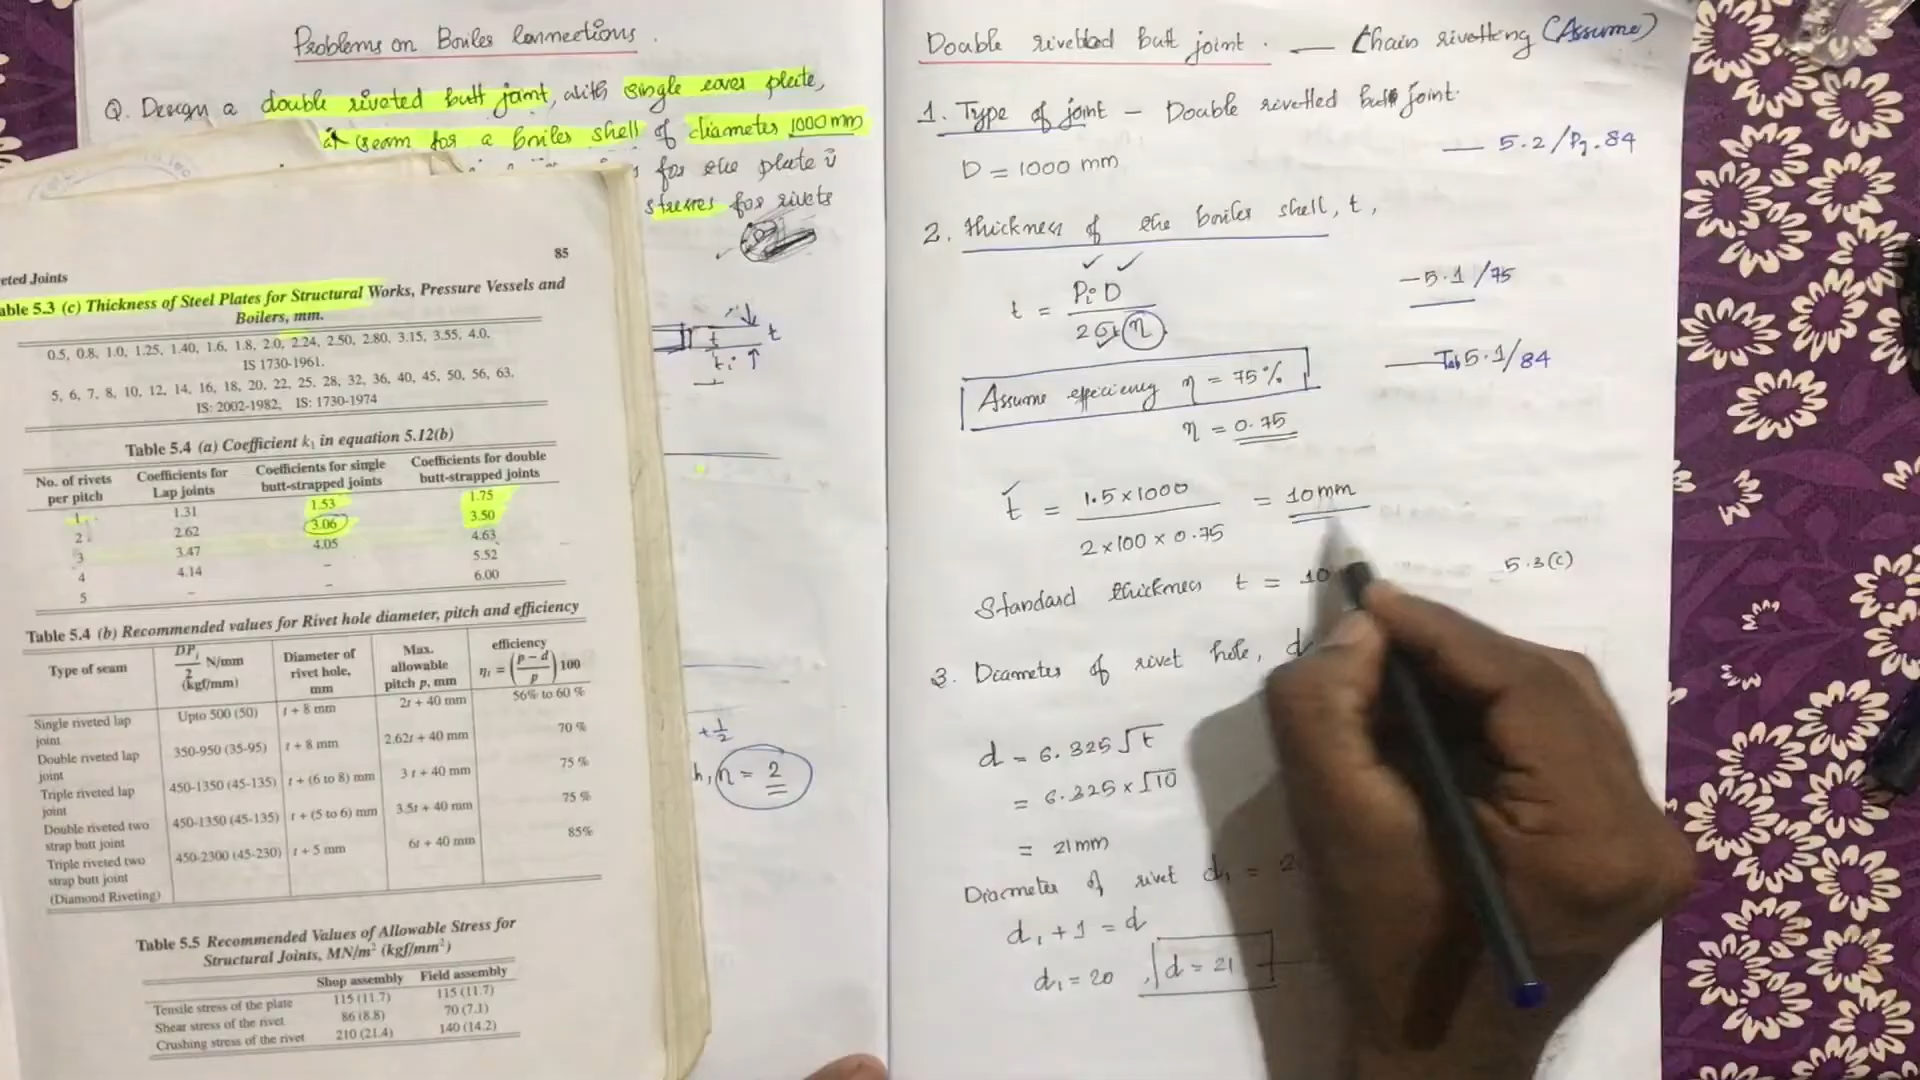 Problems on Boiler Connections.
Q. Design a double riveted butt joint, with single cover plate,
seam for a boiler shell of diameter 1000 mm
for the plate is
stresses for rivets
t
t
t₁
+½
n = 2
85
eted Joints
able 5.3 (c) Thickness of Steel Plates for Structural Works, Pressure Vessels and
Boilers, mm.
0.5, 0.8, 1.0, 1.25, 1.40, 1.6, 1.8, 2.0, 2.24, 2.50, 2.80, 3.15, 3.55, 4.0.
IS 1730-1961.
5, 6, 7, 8, 10, 12, 14, 16, 18, 20, 22, 25, 28, 32, 36, 40, 45, 50, 56, 63.
IS: 2002-1982, IS: 1730-1974
Table 5.4 (a) Coefficient k₁ in equation 5.12(b)
No. of rivets per pitch Coefficients for Lap joints Coefficients for single butt-strapped joints Coefficients for double butt-strapped joints
1 1.31 1.53 1.75
2 2.62 3.06 3.50
3 3.47 4.05 4.63
4 4.14 – 5.52
5 – – 6.00
Table 5.4 (b) Recommended values for Rivet hole diameter, pitch and efficiency
Type of seam DPᵢ/2 N/mm (kgf/mm) Diameter of rivet hole, mm Max. allowable pitch p, mm efficiency ηₜ = (p – d / p) 100
Single riveted lap joint Upto 500 (50) t + 8 mm 2t + 40 mm 56% to 60 %
Double riveted lap joint 350-950 (35-95) t + 8 mm 2.62t + 40 mm 70 %
Triple riveted lap joint 450-1350 (45-135) t + (6 to 8) mm 3 t + 40 mm 75 %
Double riveted two strap butt joint 450-1350 (45-135) t + (5 to 6) mm 3.5t + 40 mm 75 %
Triple riveted two strap butt joint 450-2300 (45-230) t + 5 mm 6t + 40 mm 85%
(Diamond Riveting)
Table 5.5 Recommended Values of Allowable Stress for
Structural Joints, MN/m² (kgf/mm²)
Shop assembly Field assembly
Tensile stress of the plate 115 (11.7) 115 (11.7)
Shear stress of the rivet 86 (8.8) 70 (7.1)
Crushing stress of the rivet 210 (21.4) 140 (14.2)
Double rivetted butt joint. — Chain rivetting (Assume)
1. Type of joint – Double rivetted butt joint.
— 5.2/Pg.84
D = 1000 mm
2. thickness of the boiler shell, t,
t = Pi D / 2 σt η — 5.1/75
Assume efficiency η = 75% — Tab 5.1/84
η = 0.75
t = 1.5 x 1000 / 2 x 100 x 0.75 = 10mm
Standard thickness t = 10 5.3(c)
3. Diameter of rivet hole, d
d = 6.325 √t
= 6.325 x √10
= 21mm
Diameter of rivet d₁ = 2
d₁ + 1 = d
d₁ = 20, d = 21